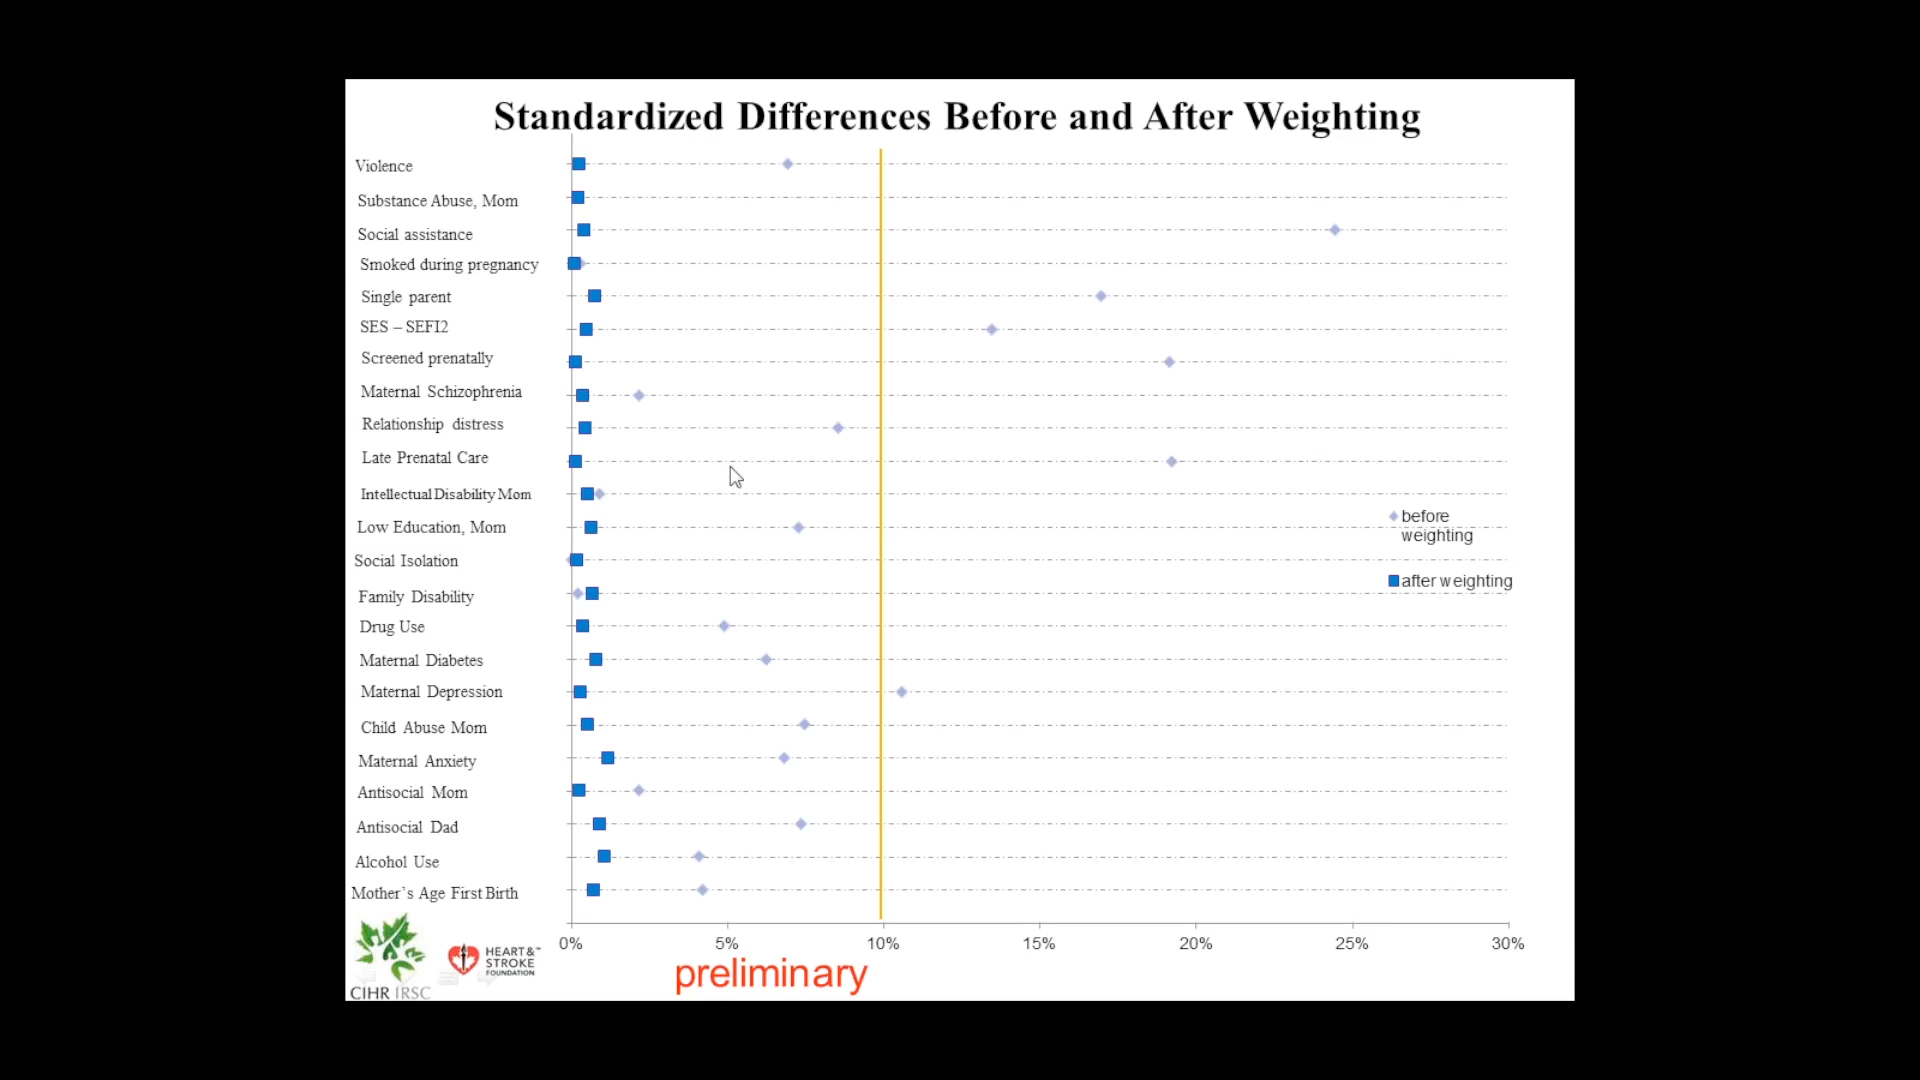 Standardized Differences Before and After Weighting
Violence
Substance Abuse, Mom
Social assistance
Smoked during pregnancy
Single parent
SES – SEFI2
Screened prenatally
Maternal Schizophrenia
Relationship distress
Late Prenatal Care
Intellectual Disability Mom
Low Education, Mom
Social Isolation
Family Disability
Drug Use
Maternal Diabetes
Maternal Depression
Child Abuse Mom
Maternal Anxiety
Antisocial Mom
Antisocial Dad
Alcohol Use
Mother's Age First Birth
before
weighting
after weighting
0% 5% 10% 15% 20% 25% 30%
preliminary
CIHR IRSC
HEART &™
STROKE
FOUNDATION